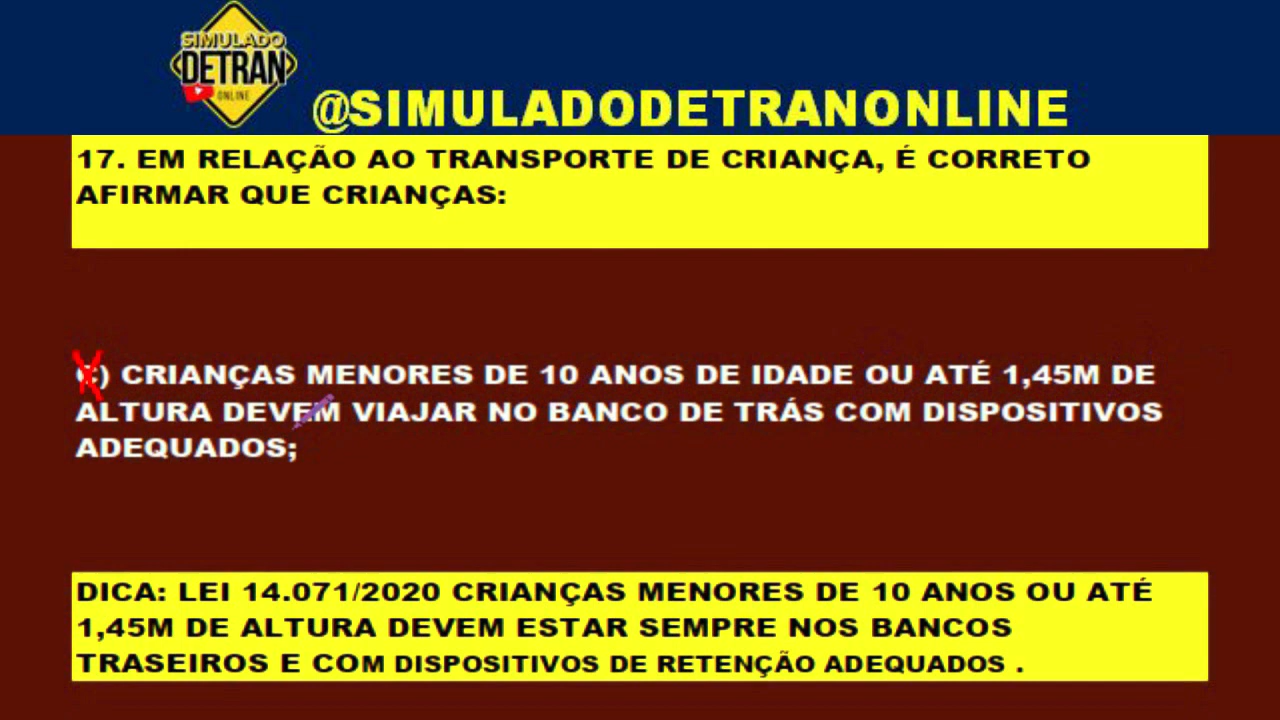 SIMULADO
DETRAN
ONLINE
@SIMULADODETRANONLINE
17. EM RELAÇÃO AO TRANSPORTE DE CRIANÇA, É CORRETO
AFIRMAR QUE CRIANÇAS:
C) CRIANÇAS MENORES DE 10 ANOS DE IDADE OU ATÉ 1,45M DE
ALTURA DEVEM VIAJAR NO BANCO DE TRÁS COM DISPOSITIVOS
ADEQUADOS;
DICA: LEI 14.071/2020 CRIANÇAS MENORES DE 10 ANOS OU ATÉ
1,45M DE ALTURA DEVEM ESTAR SEMPRE NOS BANCOS
TRASEIROS E COM DISPOSITIVOS DE RETENÇÃO ADEQUADOS .